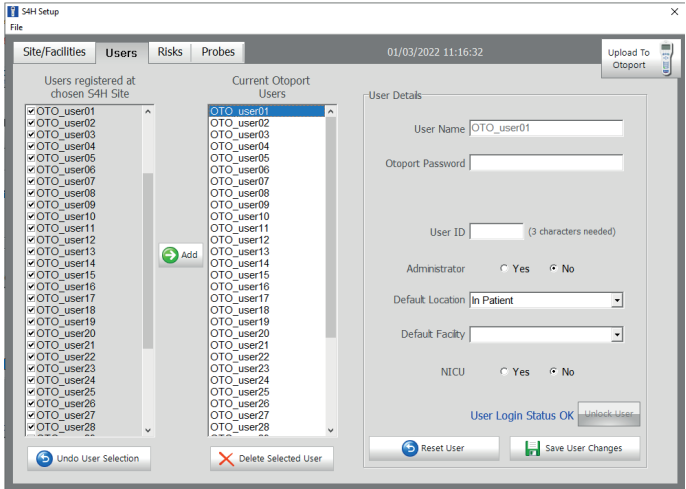 S4H Setup
File
Site/Facilities
Users
Risks
Probes
01/03/2022 11:16:32
Upload To
Otoport
Users registered at
chosen S4H Site
OTO_user01
OTO_user02
OTO_user03
OTO_user04
OTO_user05
OTO_user06
OTO_user07
OTO_user08
OTO_user09
OTO_user10
OTO_user11
OTO_user12
OTO_user13
OTO_user14
OTO_user15
OTO_user16
OTO_user17
OTO_user18
OTO_user19
OTO_user20
OTO_user21
OTO_user22
OTO_user23
OTO_user24
OTO_user25
OTO_user26
OTO_user27
OTO_user28
Undo User Selection
Add
Current Otoport
Users
OTO_user01
OTO_user02
OTO_user03
OTO_user04
OTO_user05
OTO_user06
OTO_user07
OTO_user08
OTO_user09
OTO_user10
OTO_user11
OTO_user12
OTO_user13
OTO_user14
OTO_user15
OTO_user16
OTO_user17
OTO_user18
OTO_user19
OTO_user20
OTO_user21
OTO_user22
OTO_user23
OTO_user24
OTO_user25
OTO_user26
OTO_user27
OTO_user28
Delete Selected User
User Details
User Name OTO_user01
Otoport Password
User ID (3 characters needed)
Administrator Yes No
Default Location In Patient
Default Facility
NICU Yes No
User Login Status OK Unlock User
Reset User Save User Changes